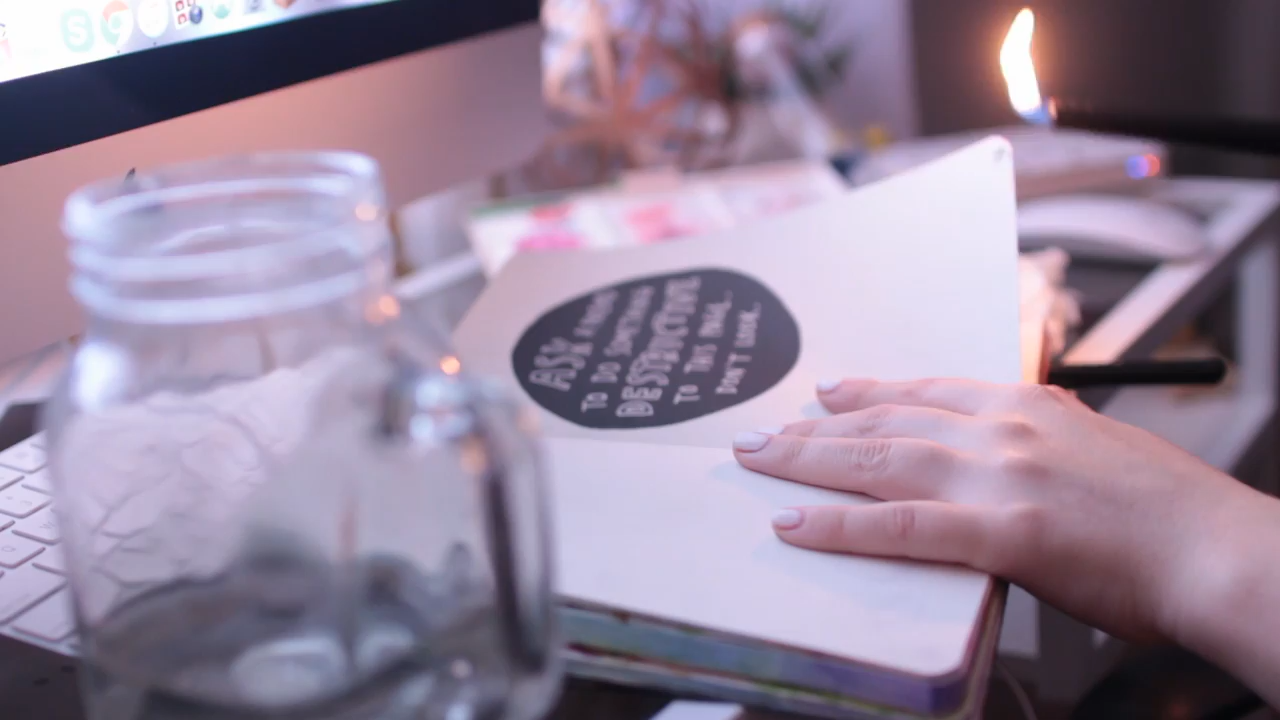 ASK A FRIEND
TO DO SOMETHING
DESTRUCTIVE
TO THIS PAGE...
DON'T LOOK...